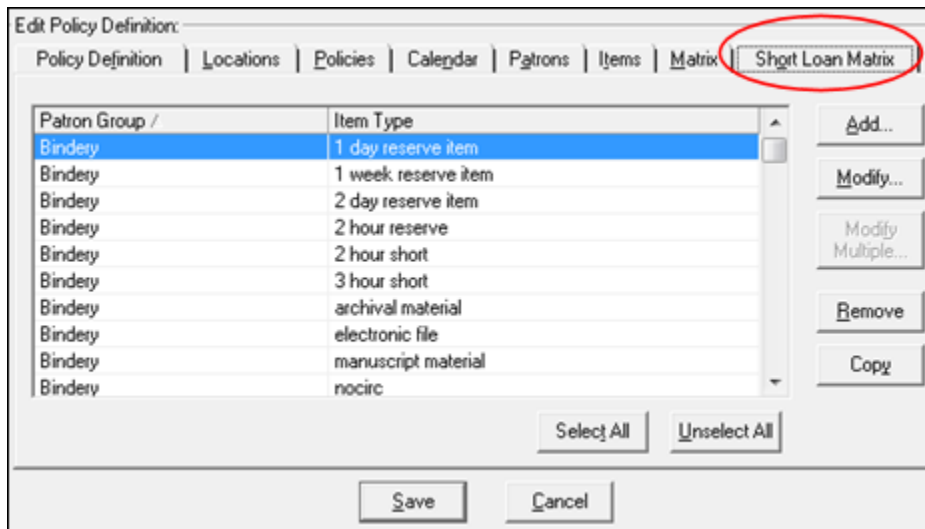 Edit Policy Definition:
Policy Definition | Locations | Policies | Calendar | Patrons | Items | Matrix | Short Loan Matrix
Patron Group / Item Type
Bindery 1 day reserve item
Bindery 1 week reserve item
Bindery 2 day reserve item
Bindery 2 hour reserve
Bindery 2 hour short
Bindery 3 hour short
Bindery archival material
Bindery electronic file
Bindery manuscript material
Bindery nocirc
Add...
Modify...
Modify
Multiple...
Remove
Copy
Select All Unselect All
Save Cancel